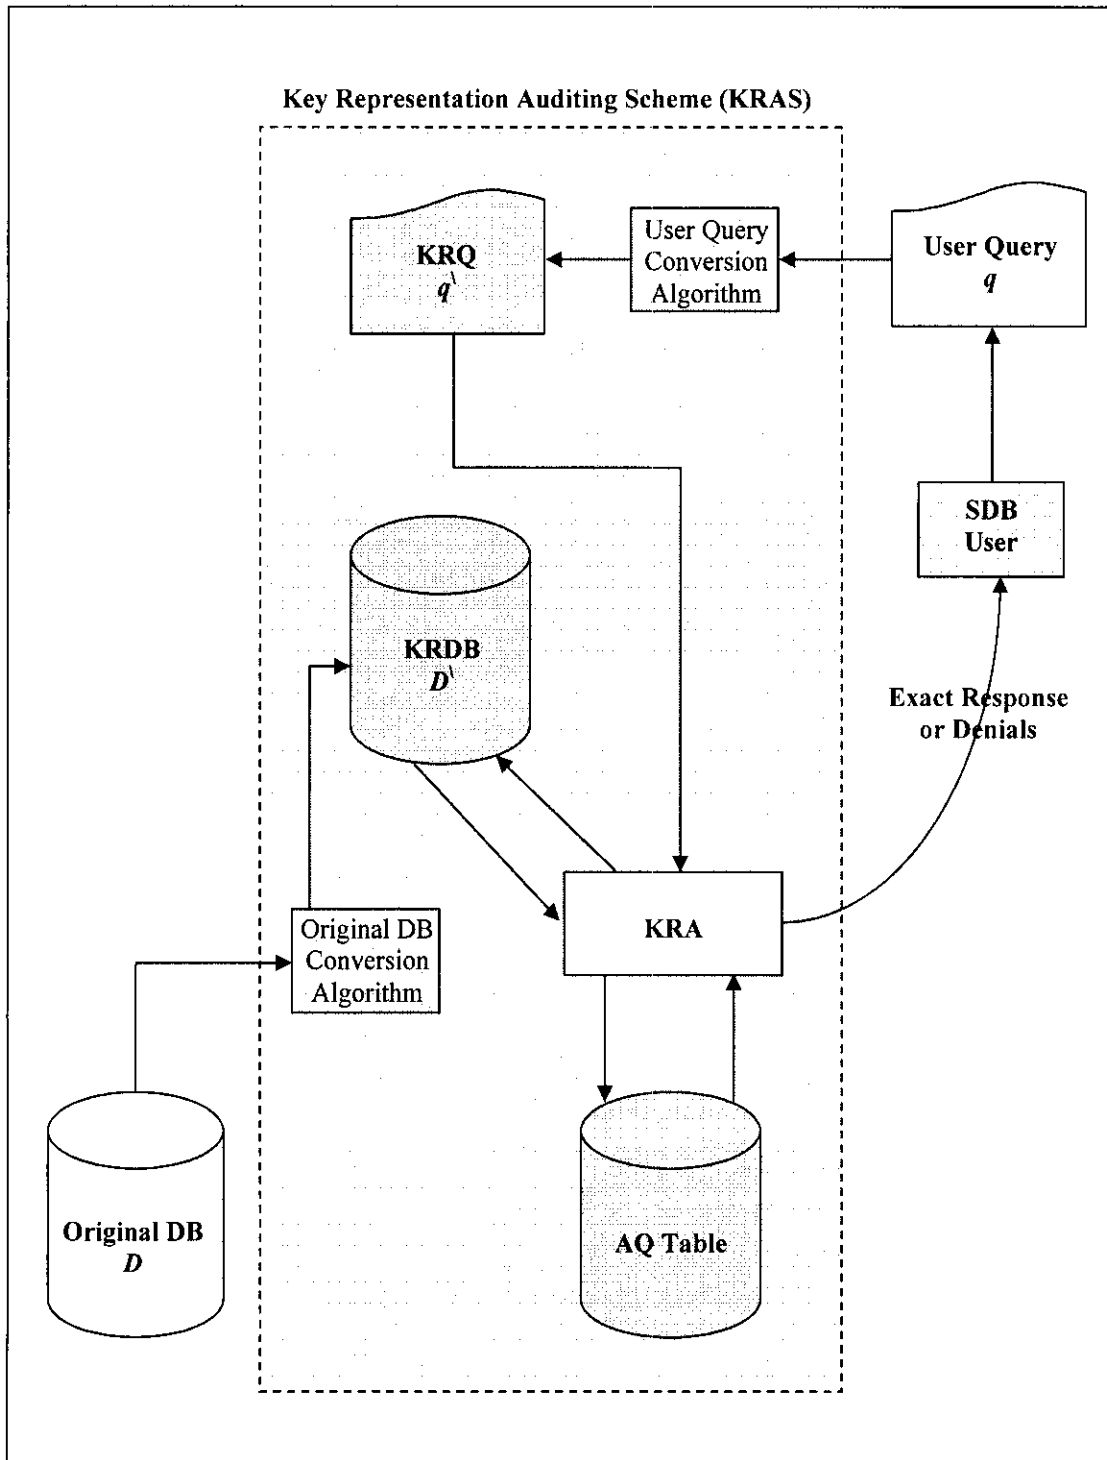 Key Representation Auditing Scheme (KRAS)
KRQ
q\
User Query
Conversion
Algorithm
User Query
q
SDB
User
KRDB
D\
Exact Response
or Denials
KRA
Original DB
Conversion
Algorithm
Original DB
D
AQ Table